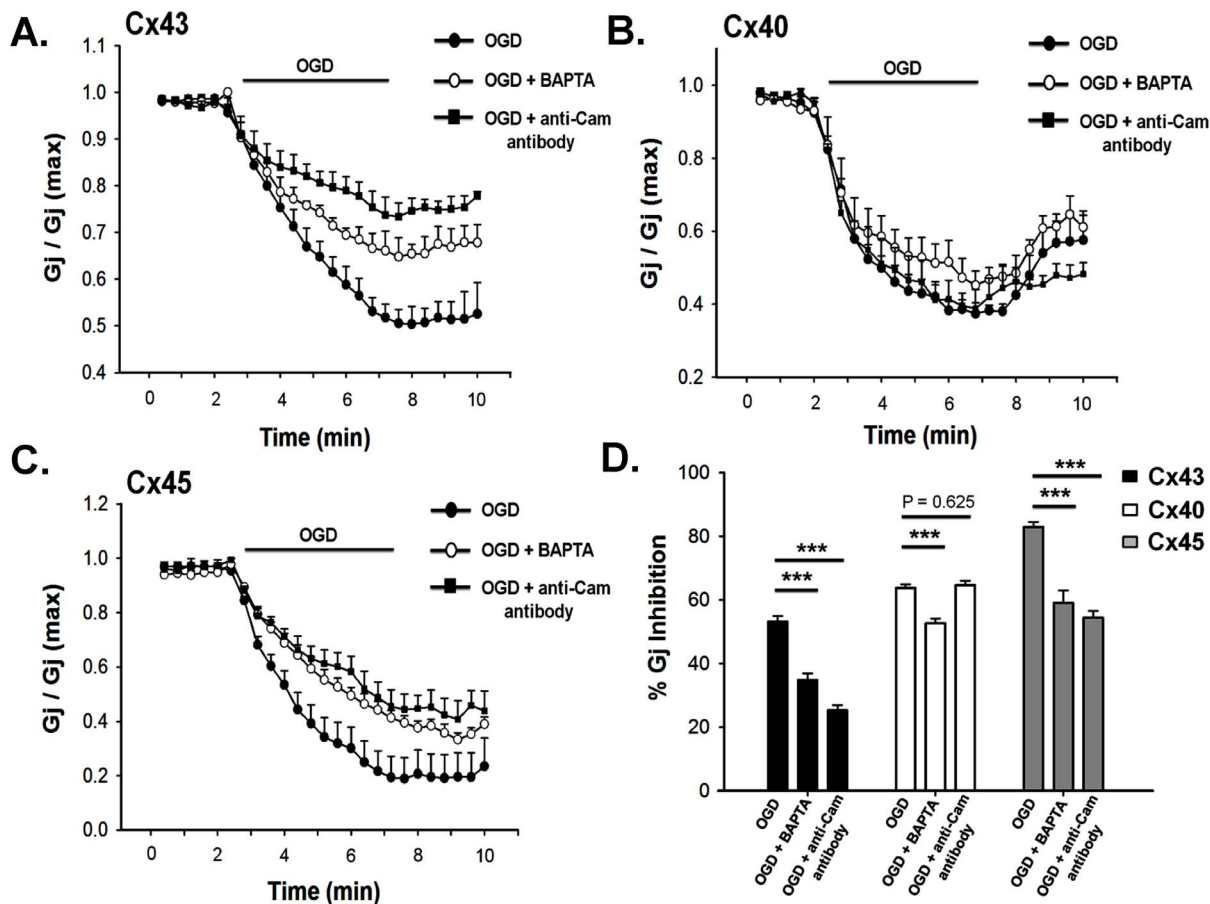 A.
Cx43
1.1
1.0
0.9
0.8
0.7
0.6
0.5
0.4
Gj / Gj (max)
OGD
OGD
OGD + BAPTA
OGD + anti-Cam
antibody
0
2
4
6
8
10
Time (min)
B.
Cx40
1.0
0.8
0.6
0.4
0.2
Gj / Gj (max)
OGD
OGD
OGD + BAPTA
OGD + anti-Cam
antibody
0
2
4
6
8
10
Time (min)
C.
Cx45
1.2
1.0
0.8
0.6
0.4
0.2
0.0
Gj / Gj (max)
OGD
OGD
OGD + BAPTA
OGD + anti-Cam
antibody
0
2
4
6
8
10
Time (min)
D.
100
80
60
40
20
0
% Gj Inhibition
***
***
P = 0.625
***
***
***
Cx43
Cx40
Cx45
OGD
OGD + BAPTA
OGD + anti-Cam
antibody
OGD
OGD + BAPTA
OGD + anti-Cam
antibody
OGD
OGD + BAPTA
OGD + anti-Cam
antibody